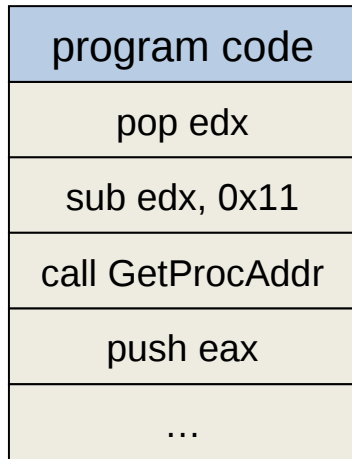 program code
pop edx
sub edx, 0x11
call GetProcAddr
push eax
...